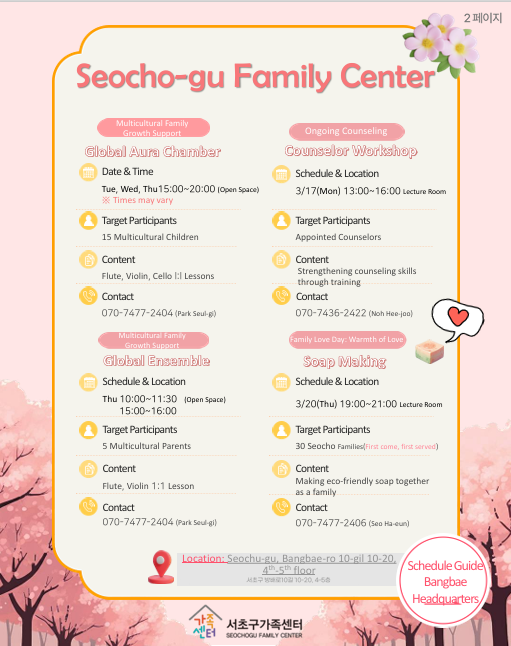 2 페이지
Seocho-gu Family Center
Multicultural Family
Growth Support
Global Aura Chamber
Date & Time
Tue, Wed, Thu 15:00~20:00 (Open Space)
※ Times may vary
Target Participants
15 Multicultural Children
Content
Flute, Violin, Cello 1:1 Lessons
Contact
070-7477-2404 (Park Seul-gi)
Ongoing Counseling
Counselor Workshop
Schedule & Location
3/17(Mon) 13:00~16:00 Lecture Room
Target Participants
Appointed Counselors
Content
Strengthening counseling skills
through training
Contact
070-7436-2422 (Noh Hee-joo)
Multicultural Family
Growth Support
Global Ensemble
Schedule & Location
Thu 10:00~11:30 (Open Space)
15:00~16:00
Target Participants
5 Multicultural Parents
Content
Flute, Violin 1:1 Lesson
Contact
070-7477-2404 (Park Seul-gi)
Family Love Day: Warmth of Love
Soap Making
Schedule & Location
3/20(Thu) 19:00~21:00 Lecture Room
Target Participants
30 Seocho Families(First come, first served)
Content
Making eco-friendly soap together
as a family
Contact
070-7477-2406 (Seo Ha-eun)
Location: Seochu-gu, Bangbae-ro 10-gil 10-20,
4th-5th floor
서초구 방배로10길 10-20, 4-5층
Schedule Guide
Bangbae
Headquarters
가족
센터
서초구가족센터
SEOCHOGU FAMILY CENTER